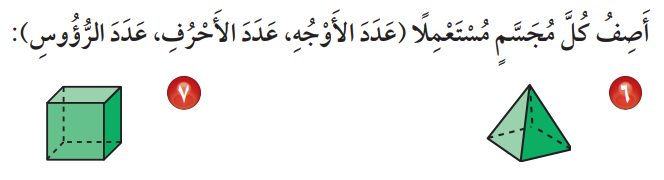 أَصِفُ كُلَّ مُجَسَّمٍ مُسْتَعْمِلًا (عَدَدَ الأَوْجُهِ، عَدَدَ الأَحْرُفِ، عَدَدَ الرُّؤُوسِ):
٦ ٧